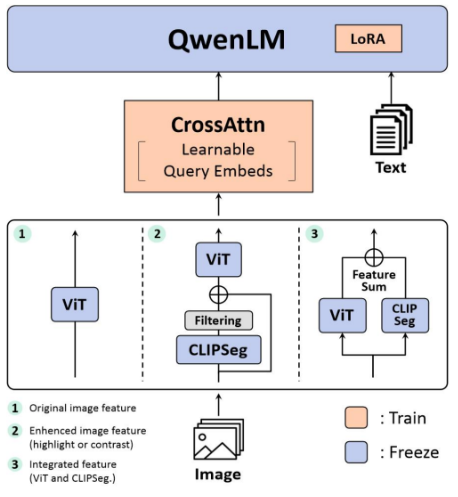 QwenLM
LoRA
CrossAttn
Learnable
Query Embeds
Text
1
2
3
ViT
ViT
Filtering
CLIPSeg
Feature
Sum
ViT
CLIP
Seg
1 Original image feature
2 Enhanced image feature
(highlight or contrast)
3 Integrated feature
(ViT and CLIPSeg.)
Image
: Train
: Freeze